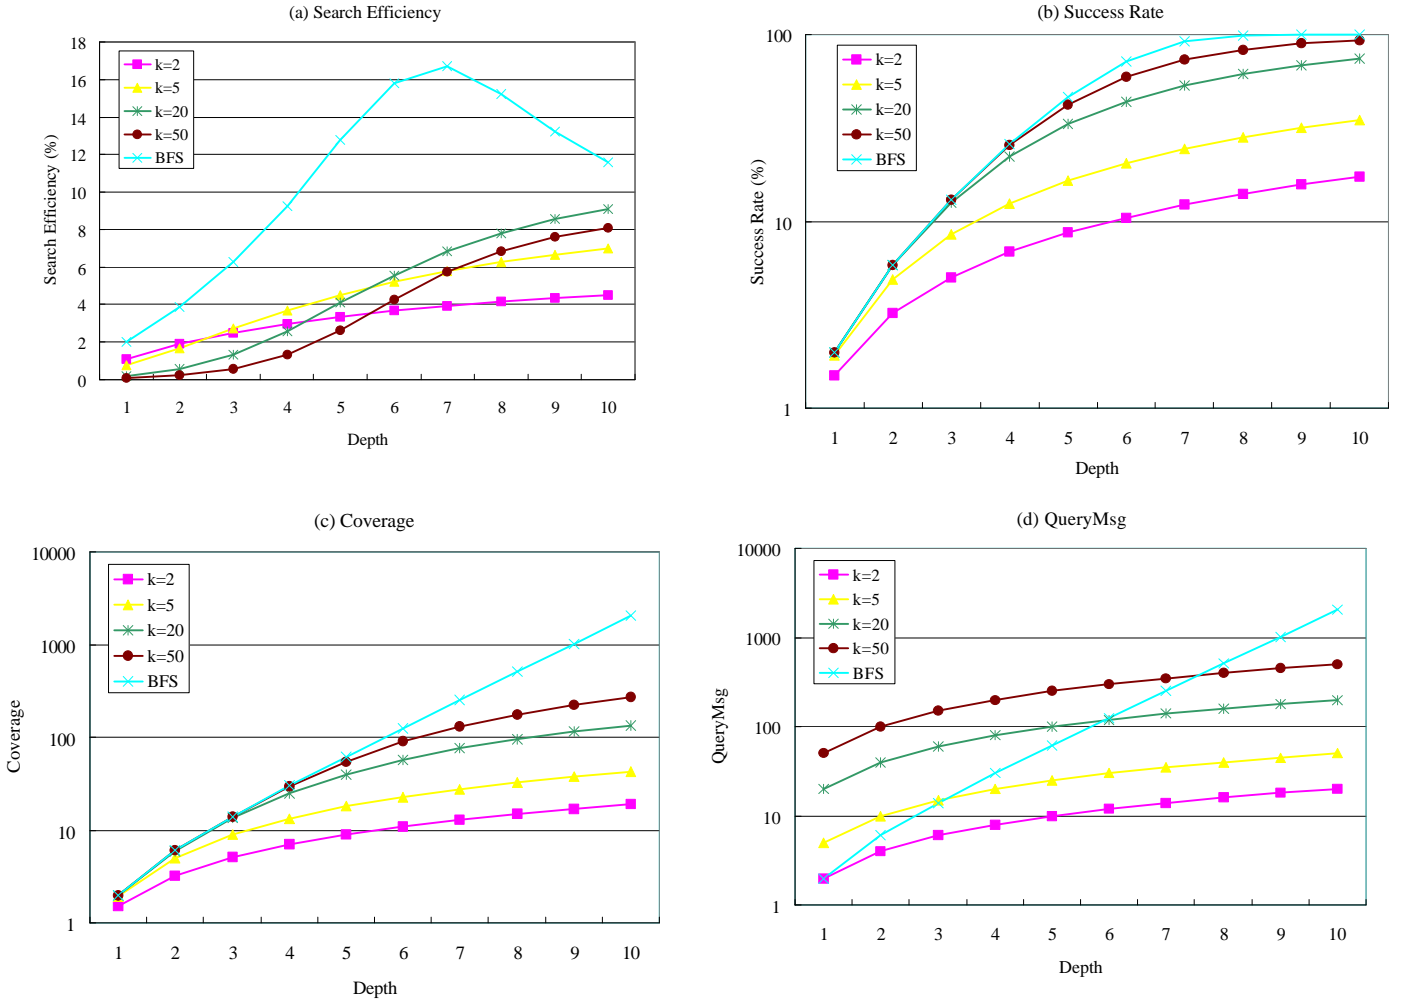 (a) Search Efficiency
Search Efficiency (%)
18
16
14
12
10
8
6
4
2
0
k=2
k=5
k=20
k=50
BFS
1 2 3 4 5 6 7 8 9 10
Depth
(b) Success Rate
Success Rate (%)
100
10
1
k=2
k=5
k=20
k=50
BFS
1 2 3 4 5 6 7 8 9 10
Depth
(c) Coverage
Coverage
10000
1000
100
10
1
k=2
k=5
k=20
k=50
BFS
1 2 3 4 5 6 7 8 9 10
Depth
(d) QueryMsg
QueryMsg
10000
1000
100
10
1
k=2
k=5
k=20
k=50
BFS
1 2 3 4 5 6 7 8 9 10
Depth